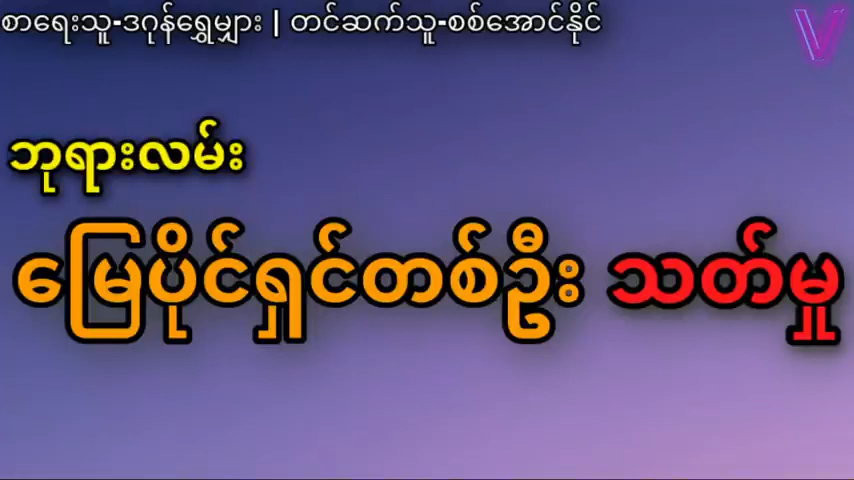 စာရေးသူ-ဒဂုန်ရွှေမျှား | တင်ဆက်သူ-စစ်အောင်နိုင်
V
ဘုရားလမ်း
မြေပိုင်ရှင်တစ်ဦး သတ်မှု